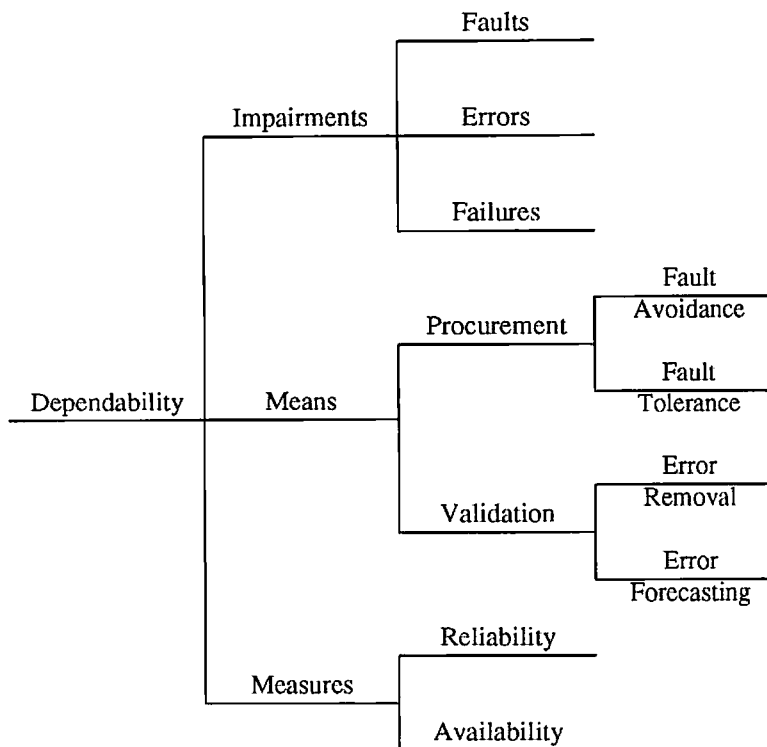 Faults
Impairments
Errors
Failures
Fault
Avoidance
Procurement
Fault
Tolerance
Dependability
Means
Error
Removal
Validation
Error
Forecasting
Reliability
Measures
Availability